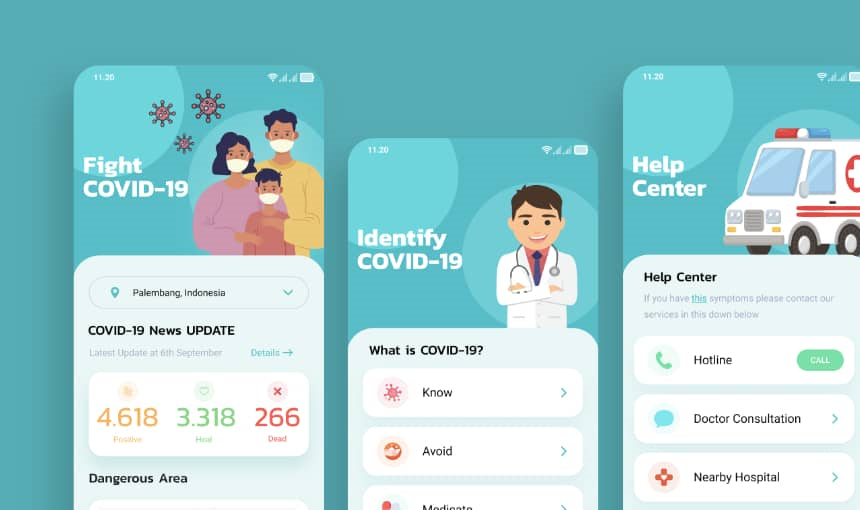 11.20
Fight
COVID-19
Palembang, Indonesia
COVID-19 News UPDATE
Latest Update at 6th September
Details →
4.618
3.318
266
Positive
Heal
Dead
Dangerous Area
11.20
Identify
COVID-19
What is COVID-19?
Know
Avoid
Medicate
11.20
Help
Center
Help Center
If you have this symptoms please contact our
services in this down below
Hotline
CALL
Doctor Consultation
Nearby Hospital